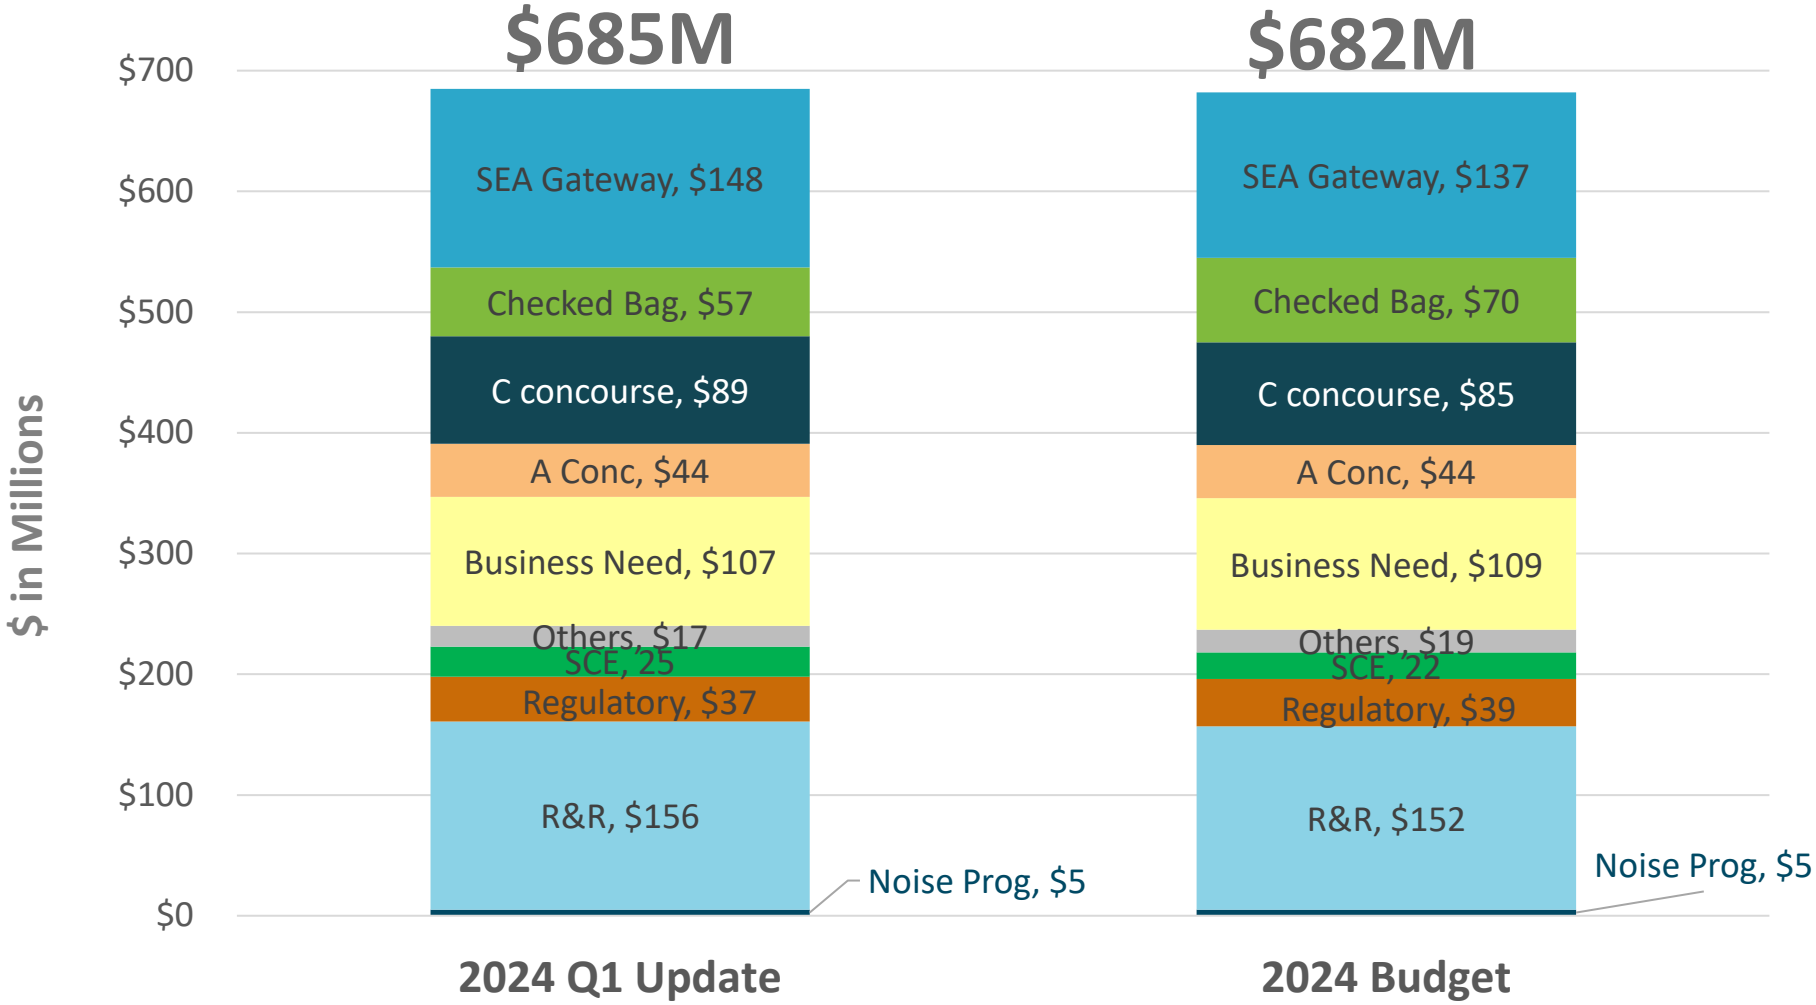 $685M
$682M
$700
$600
$500
$400
$300
$200
$100
$0
$ in Millions
SEA Gateway, $148
Checked Bag, $57
C concourse, $89
A Conc, $44
Business Need, $107
Others, $17
SCE, 25
Regulatory, $37
R&R, $156
Noise Prog, $5
SEA Gateway, $137
Checked Bag, $70
C concourse, $85
A Conc, $44
Business Need, $109
Others, $19
SCE, 22
Regulatory, $39
R&R, $152
Noise Prog, $5
2024 Q1 Update
2024 Budget